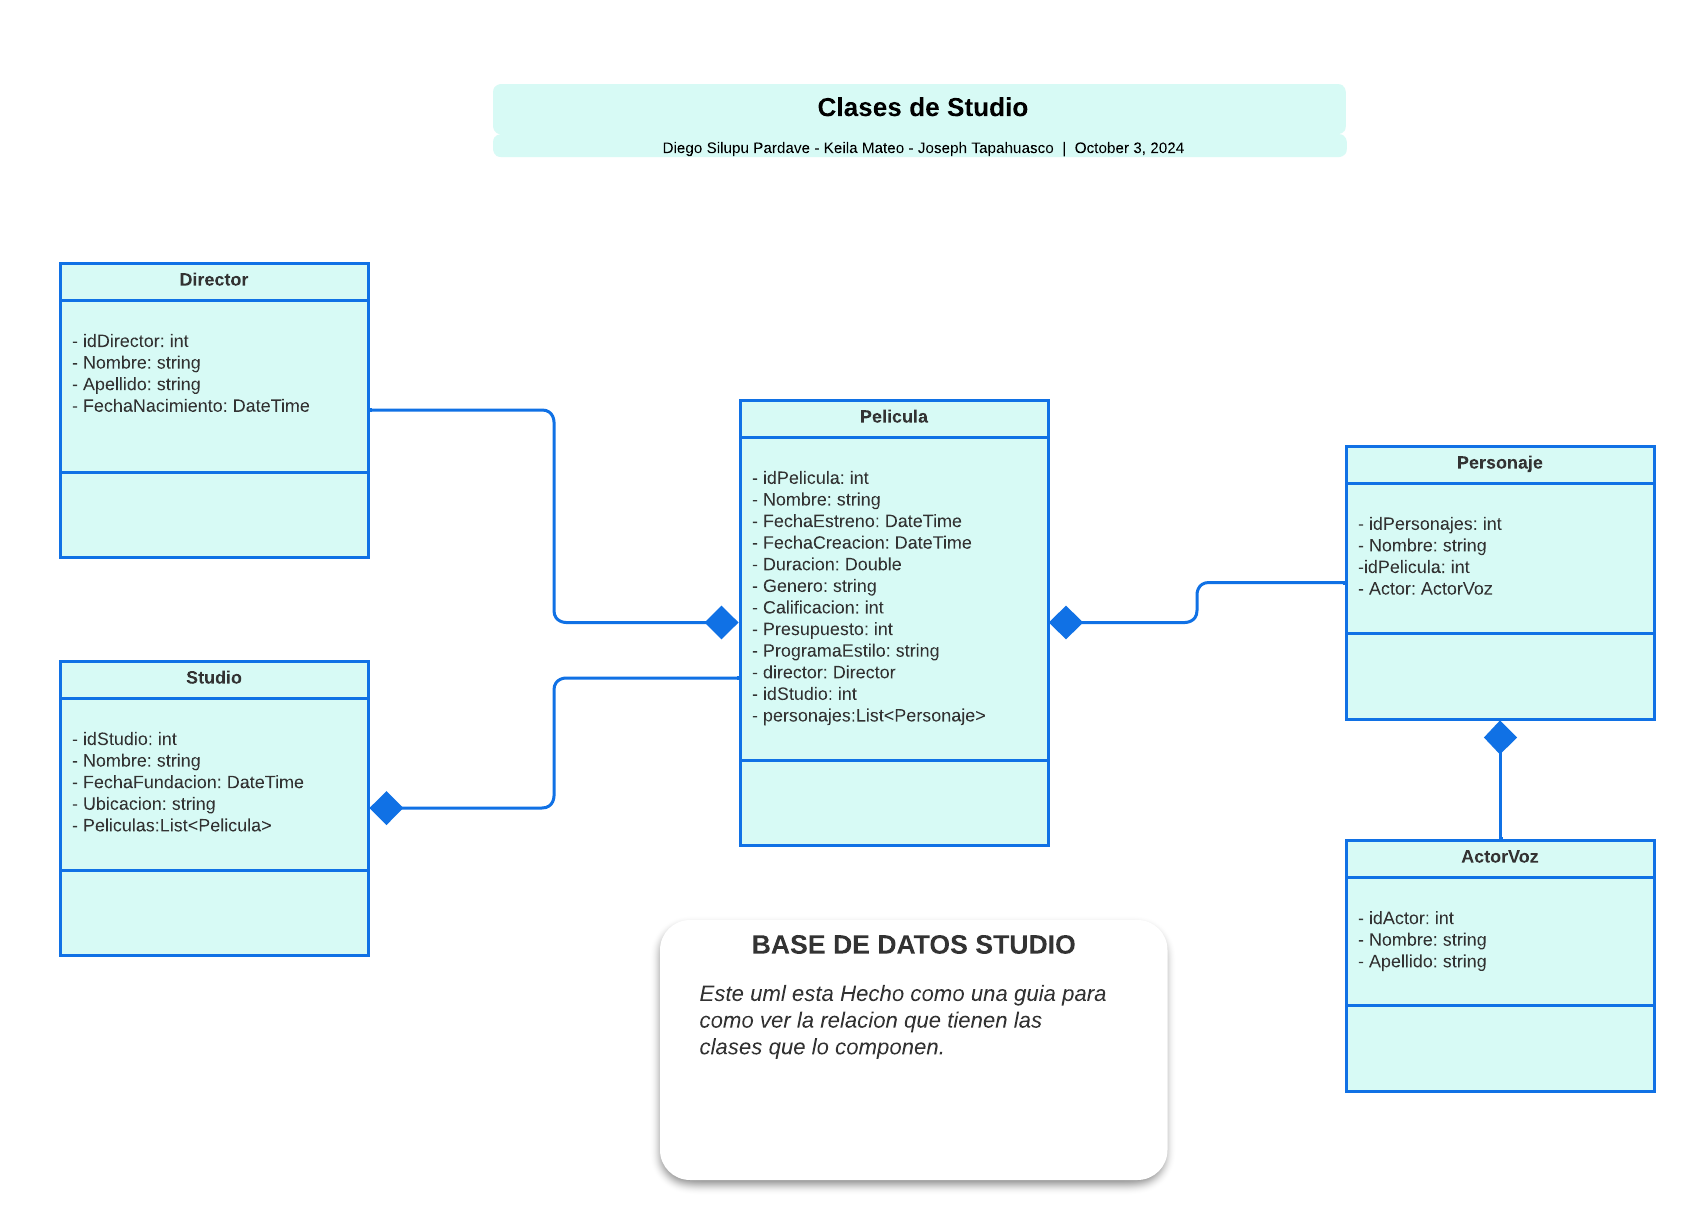 Clases de Studio
Diego Silupu Pardave - Keila Mateo - Joseph Tapahuasco | October 3, 2024
Director
- idDirector: int
- Nombre: string
- Apellido: string
- FechaNacimiento: DateTime
Studio
- idStudio: int
- Nombre: string
- FechaFundacion: DateTime
- Ubicacion: string
- Peliculas:List<Pelicula>
Pelicula
- idPelicula: int
- Nombre: string
- FechaEstreno: DateTime
- FechaCreacion: DateTime
- Duracion: Double
- Genero: string
- Calificacion: int
- Presupuesto: int
- ProgramaEstilo: string
- director: Director
- idStudio: int
- personajes:List<Personaje>
Personaje
- idPersonajes: int
- Nombre: string
-idPelicula: int
- Actor: ActorVoz
ActorVoz
- idActor: int
- Nombre: string
- Apellido: string
BASE DE DATOS STUDIO
Este uml esta Hecho como una guia para
como ver la relacion que tienen las
clases que lo componen.